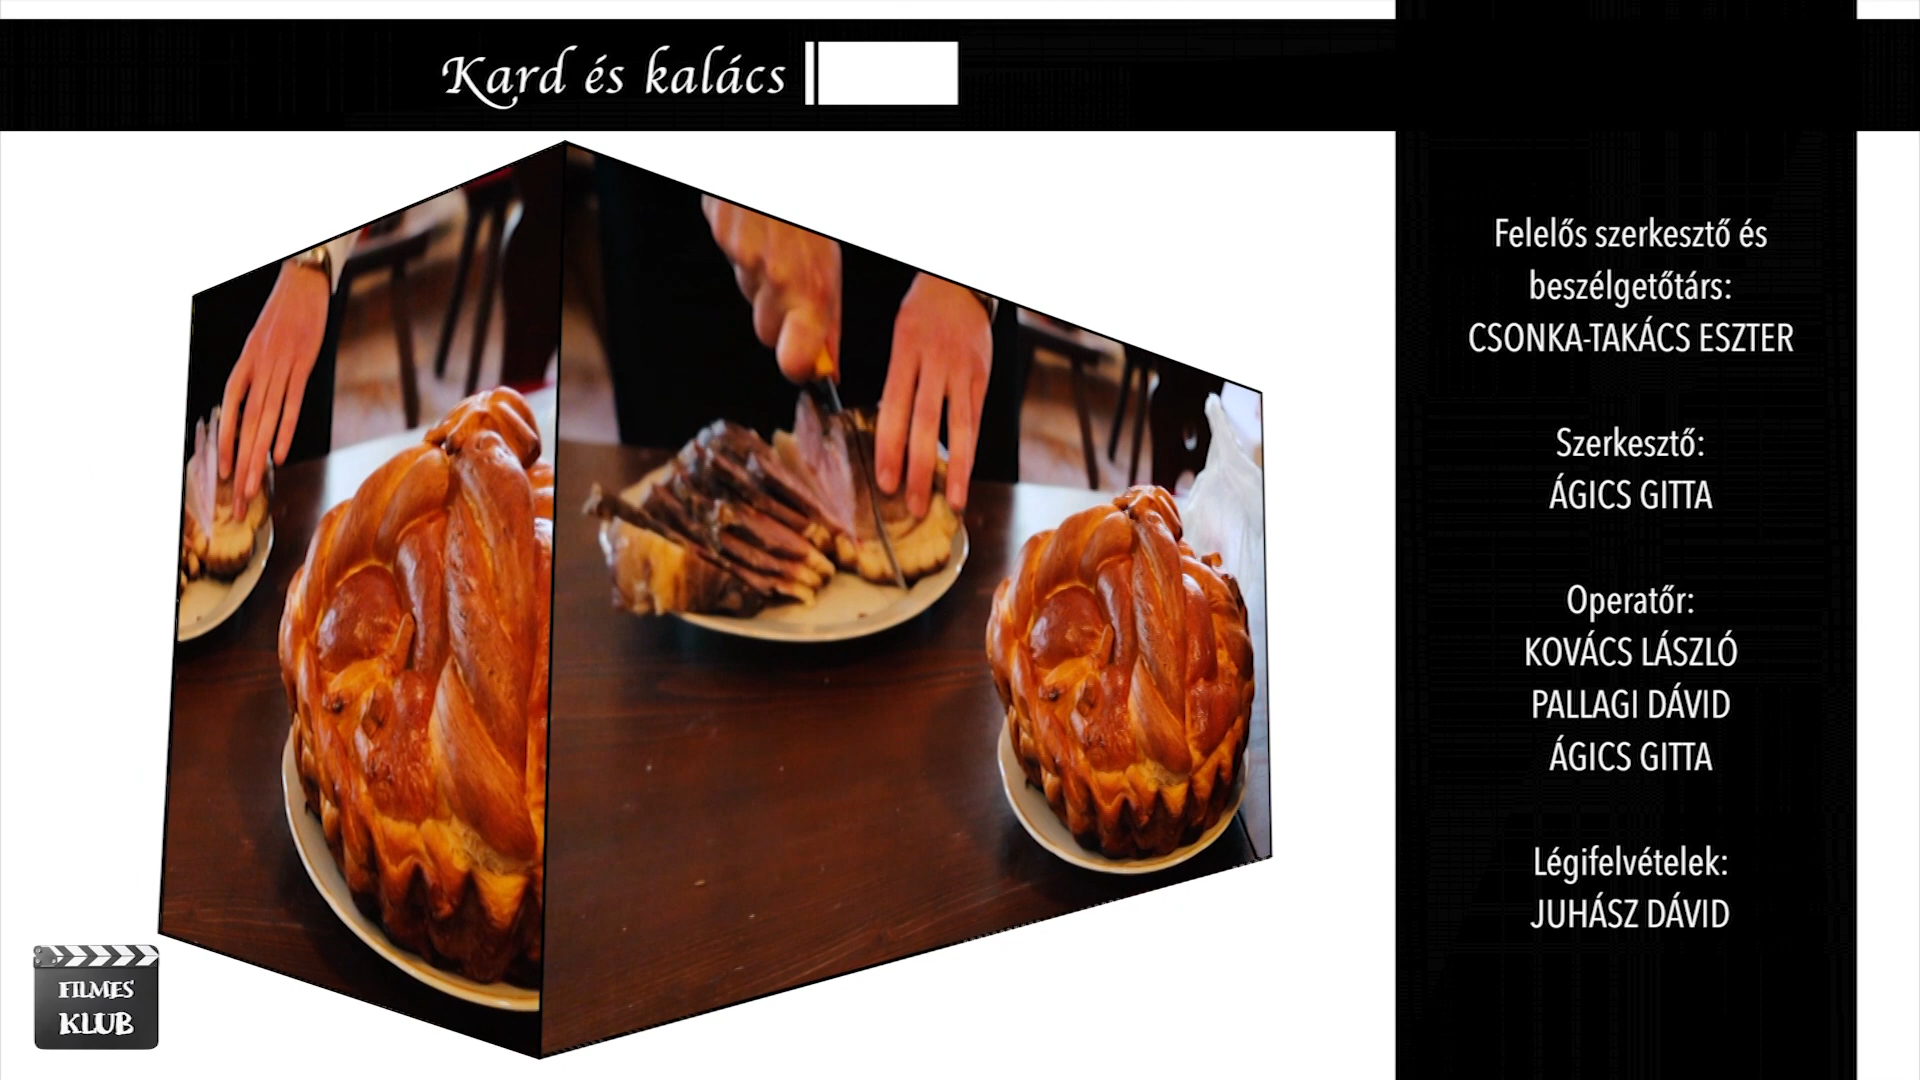 Kard és kalács
Felelős szerkesztő és
beszélgetőtárs:
CSONKA-TAKÁCS ESZTER
Szerkesztő:
ÁGICS GITTA
Operatőr:
KOVÁCS LÁSZLÓ
PALLAGI DÁVID
ÁGICS GITTA
Légifelvételek:
JUHÁSZ DÁVID
FILMES
KLUB